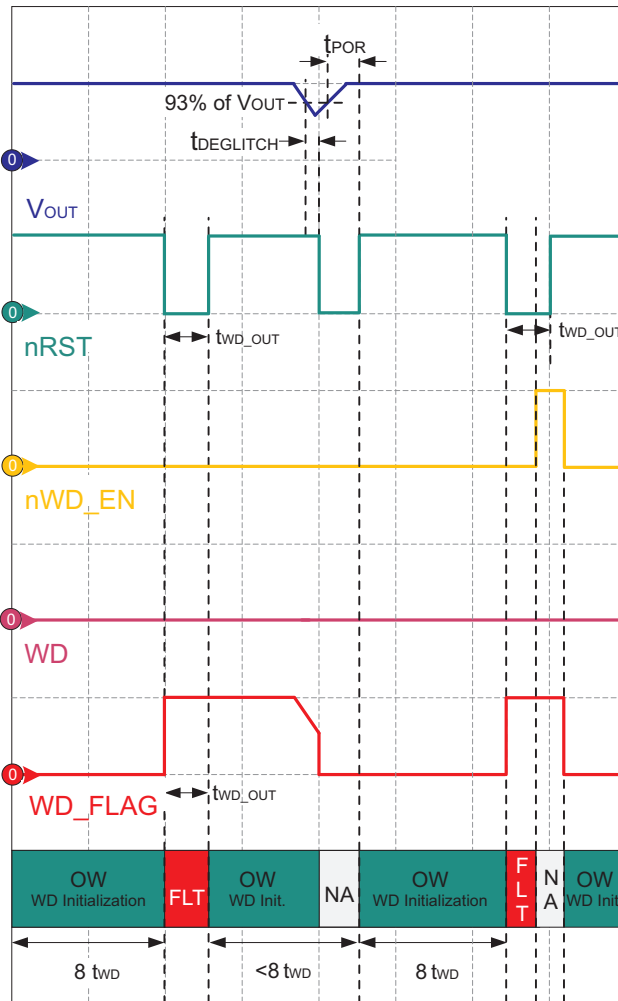 tPOR
93% of VOUT
tDEGLITCH
0
VOUT
0
nRST
tWD_OUT
tWD_OUT
0
nWD_EN
0
WD
0
WD_FLAG
tWD_OUT
OW
WD Initialization
FLT
OW
WD Init.
NA
OW
WD Initialization
F
L
T
N
A
OW
WD Init
8 tWD
<8 tWD
8 tWD